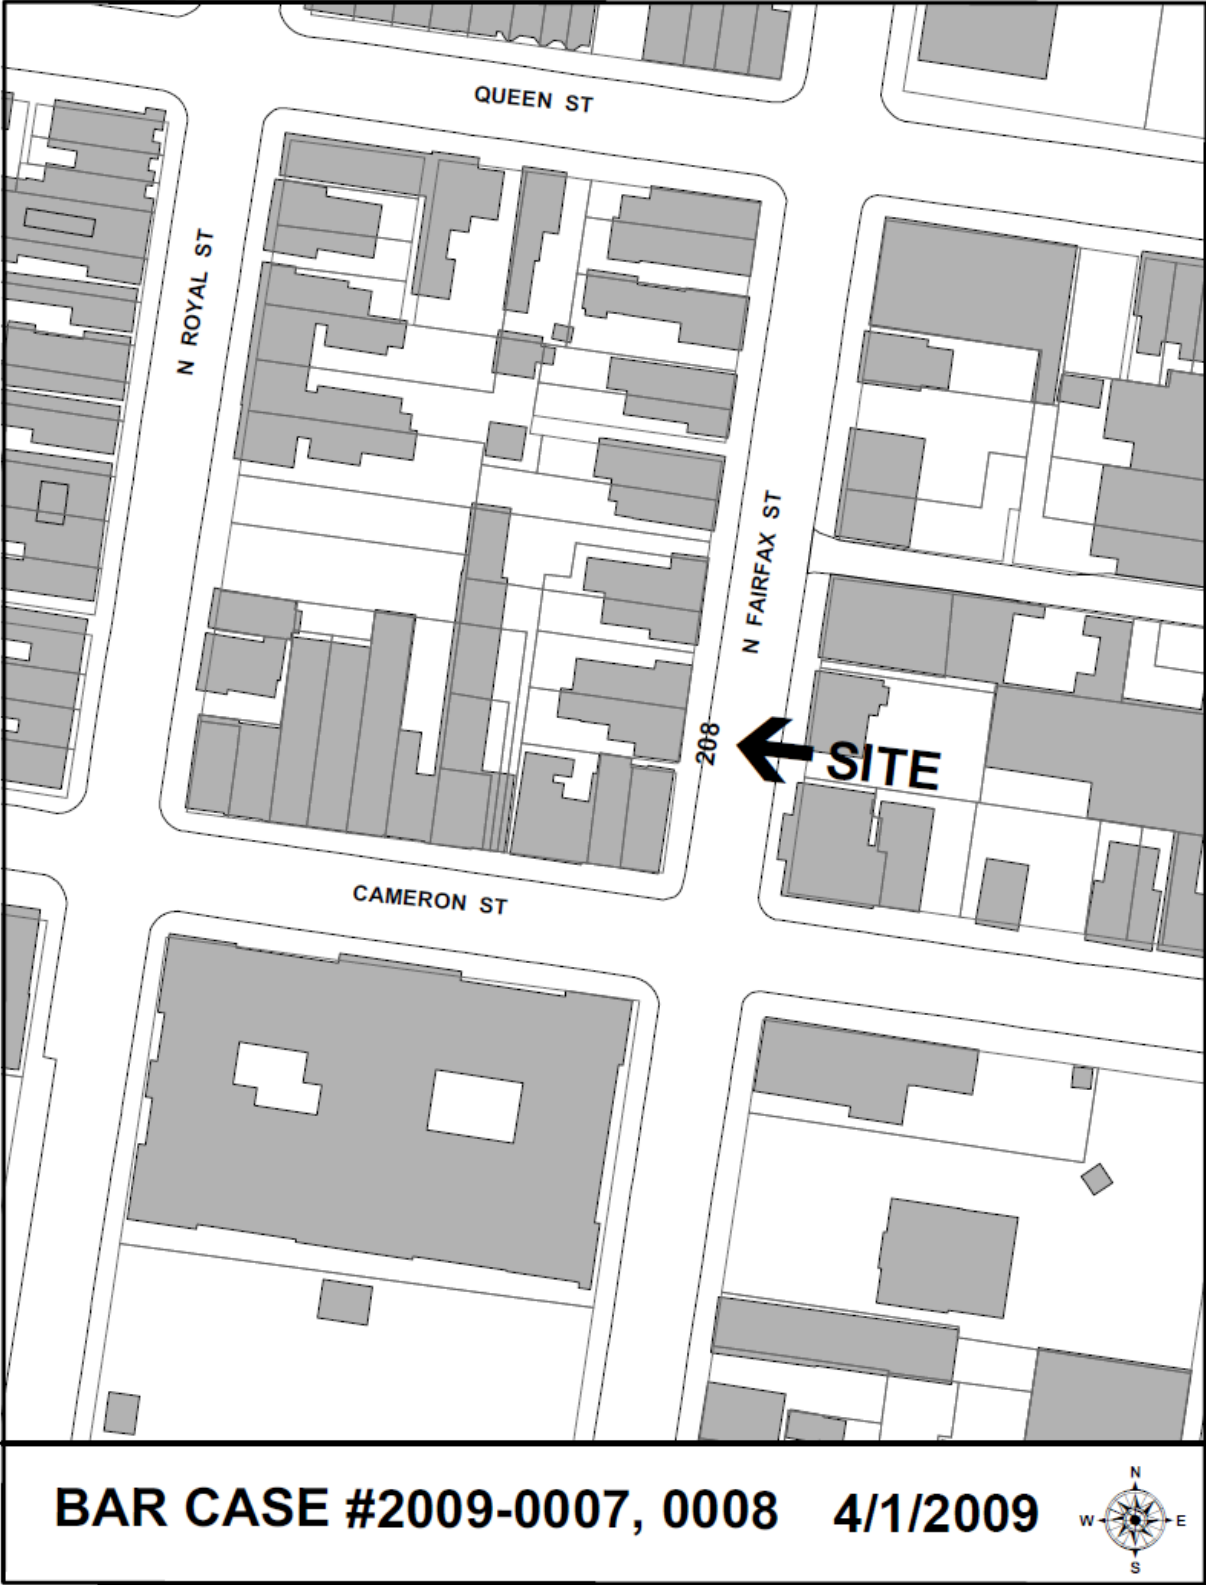 QUEEN ST
N ROYAL ST
N FAIRFAX ST
208
SITE
CAMERON ST
BAR CASE #2009-0007, 0008 4/1/2009
N
W E
S